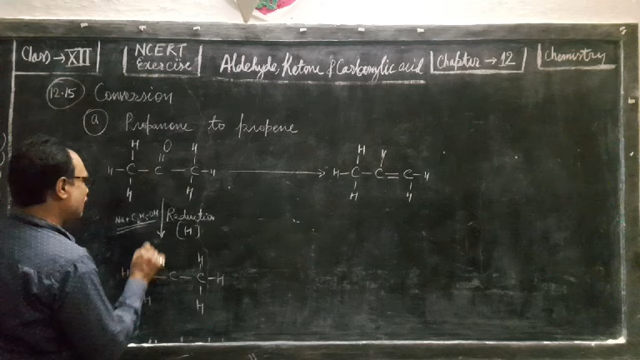 Class → XII
NCERT Exercise
Aldehyde, Ketone & Carboxylic acid
Chapter → 12
Chemistry
12.15 Conversion
a Propanone to propene
H O H
H - C - C - C - H → H - C - C = C - H
H H H H
Na + C2H5OH Reduction
[H]
H
C - C - H
H H